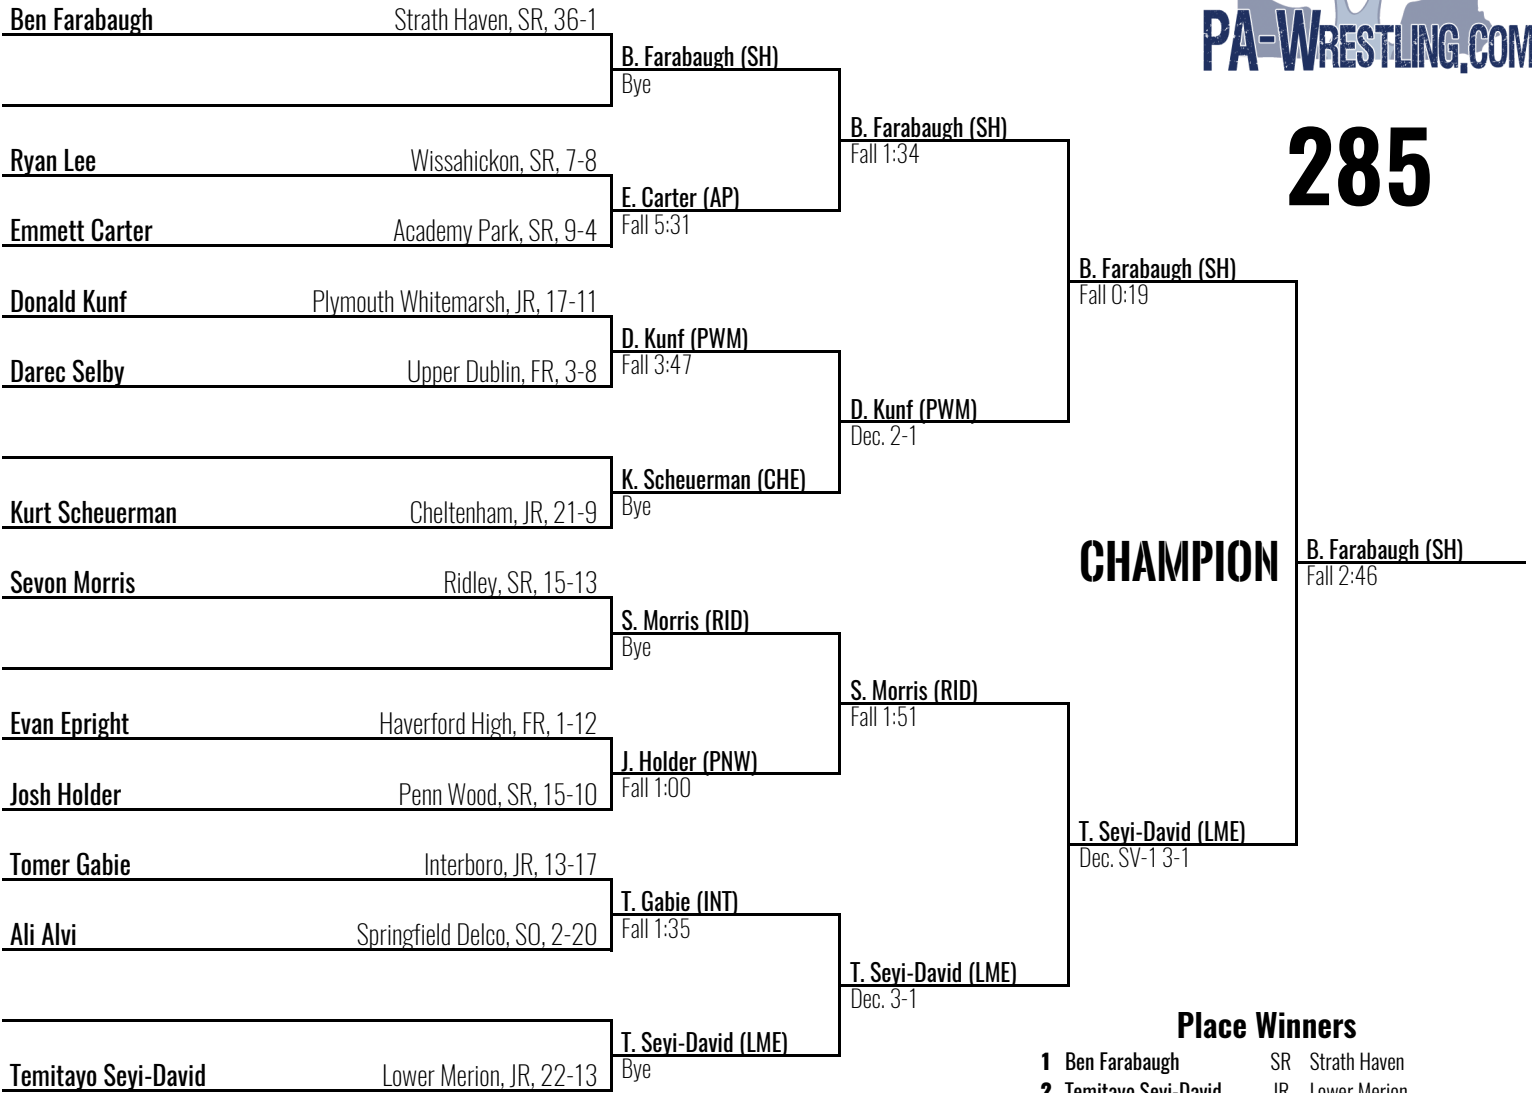 PA-WRESTLING.COM
285
Ben Farabaugh Strath Haven, SR, 36-1
B. Farabaugh (SH)
Bye
B. Farabaugh (SH)
Fall 1:34
Ryan Lee Wissahickon, SR, 7-8
E. Carter (AP)
Fall 5:31
Emmett Carter Academy Park, SR, 9-4
B. Farabaugh (SH)
Fall 0:19
Donald Kunf Plymouth Whitemarsh, JR, 17-11
D. Kunf (PWM)
Fall 3:47
Darec Selby Upper Dublin, FR, 3-8
D. Kunf (PWM)
Dec. 2-1
K. Scheuerman (CHE)
Bye
Kurt Scheuerman Cheltenham, JR, 21-9
CHAMPION
B. Farabaugh (SH)
Fall 2:46
Sevon Morris Ridley, SR, 15-13
S. Morris (RID)
Bye
S. Morris (RID)
Fall 1:51
Evan Epright Haverford High, FR, 1-12
J. Holder (PNW)
Fall 1:00
Josh Holder Penn Wood, SR, 15-10
T. Seyi-David (LME)
Dec. SV-1 3-1
Tomer Gabie Interboro, JR, 13-17
T. Gabie (INT)
Fall 1:35
Ali Alvi Springfield Delco, SO, 2-20
T. Seyi-David (LME)
Dec. 3-1
T. Seyi-David (LME)
Bye
Temitayo Seyi-David Lower Merion, JR, 22-13
Place Winners
1 Ben Farabaugh SR Strath Haven
2 Temitayo Seyi-David JR Lower Merion